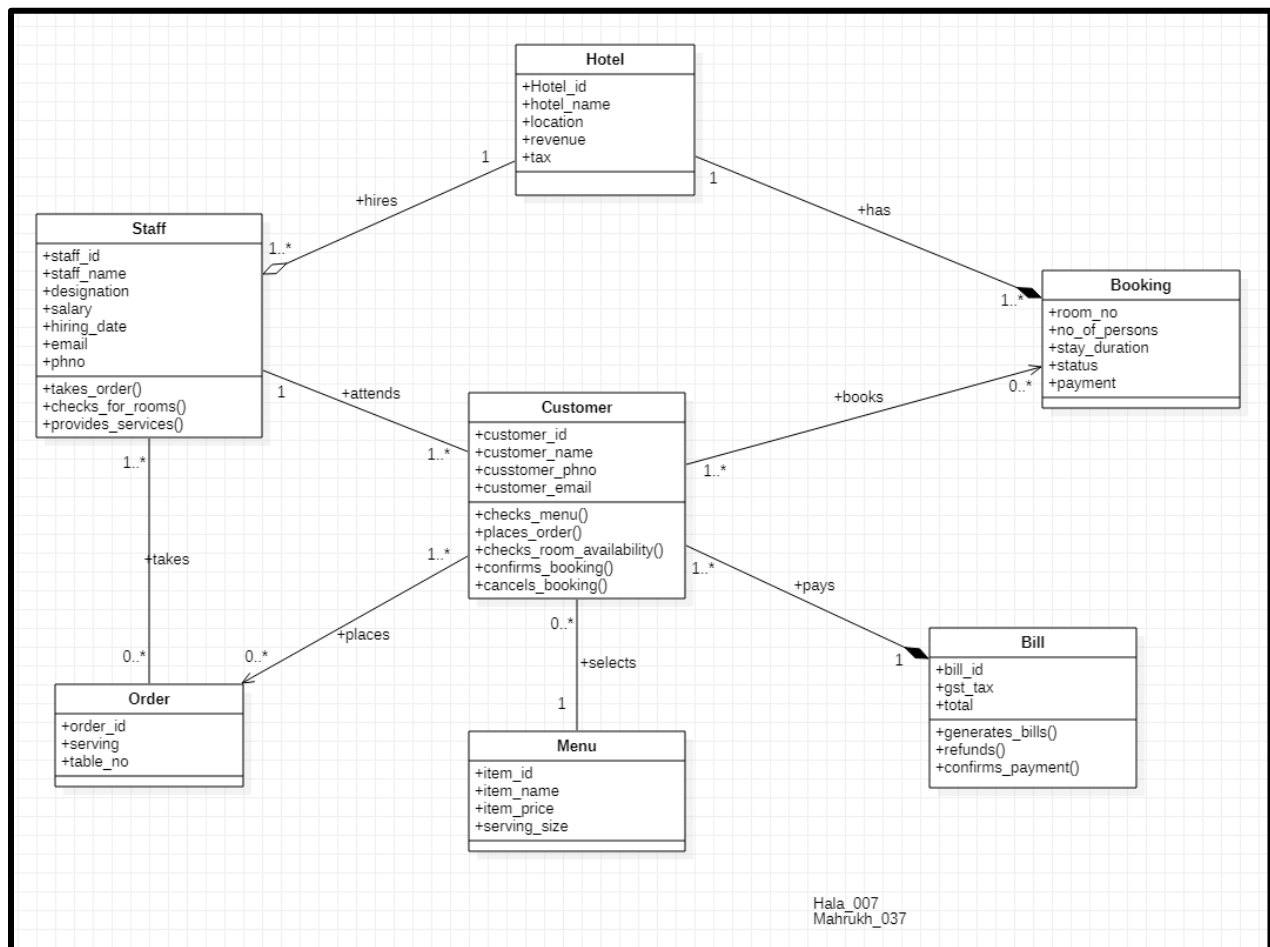 Hotel
+Hotel_id
+hotel_name
+location
+revenue
+tax
1
+hires
1..*
1
+has
1..*
Staff
+staff_id
+staff_name
+designation
+salary
+hiring_date
+email
+phno
+takes_order()
+checks_for_rooms()
+provides_services()
Booking
+room_no
+no_of_persons
+stay_duration
+status
+payment
1
+attends
1..*
0..*
+books
1..*
Customer
+customer_id
+customer_name
+cusstomer_phno
+customer_email
+checks_menu()
+places_order()
+checks_room_availability()
+confirms_booking()
+cancels_booking()
1..*
+takes
0..*
1..*
+places
0..*
0..*
+selects
1
1..*
+pays
1
Bill
+bill_id
+gst_tax
+total
+generates_bills()
+refunds()
+confirms_payment()
Order
+order_id
+serving
+table_no
Menu
+item_id
+item_name
+item_price
+serving_size
Hala_007
Mahrukh_037